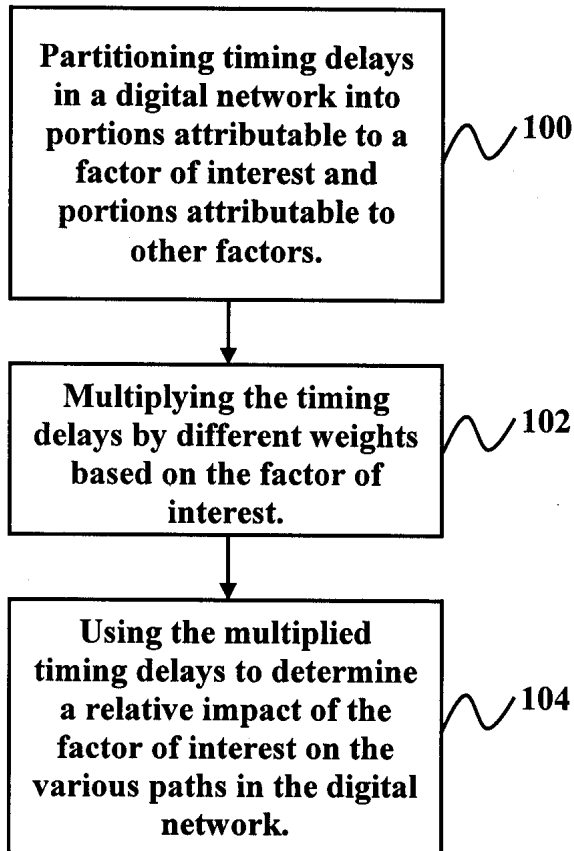 Partitioning timing delays
in a digital network into
portions attributable to a
factor of interest and
portions attributable to
other factors.
100
Multiplying the timing
delays by different weights
based on the factor of
interest.
102
Using the multiplied
timing delays to determine
a relative impact of the
factor of interest on the
various paths in the digital
network.
104